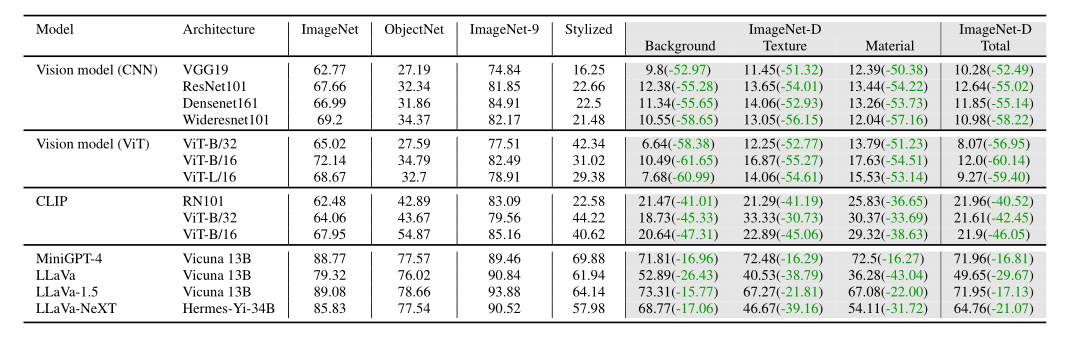 Model Architecture ImageNet ObjectNet ImageNet-9 Stylized ImageNet-D ImageNet-D
Background Texture Material Total
Vision model (CNN) VGG19 62.77 27.19 74.84 16.25 9.8(-52.97) 11.45(-51.32) 12.39(-50.38) 10.28(-52.49)
ResNet101 67.66 32.34 81.85 22.66 12.38(-55.28) 13.65(-54.01) 13.44(-54.22) 12.64(-55.02)
Densenet161 66.99 31.86 84.91 22.5 11.34(-55.65) 14.06(-52.93) 13.26(-53.73) 11.85(-55.14)
Wideresnet101 69.2 34.37 82.17 21.48 10.55(-58.65) 13.05(-56.15) 12.04(-57.16) 10.98(-58.22)
Vision model (ViT) ViT-B/32 65.02 27.59 77.51 42.34 6.64(-58.38) 12.25(-52.77) 13.79(-51.23) 8.07(-56.95)
ViT-B/16 72.14 34.79 82.49 31.02 10.49(-61.65) 16.87(-55.27) 17.63(-54.51) 12.0(-60.14)
ViT-L/16 68.67 32.7 78.91 29.38 7.68(-60.99) 14.06(-54.61) 15.53(-53.14) 9.27(-59.40)
CLIP RN101 62.48 42.89 83.09 22.58 21.47(-41.01) 21.29(-41.19) 25.83(-36.65) 21.96(-40.52)
ViT-B/32 64.06 43.67 79.56 44.22 18.73(-45.33) 33.33(-30.73) 30.37(-33.69) 21.61(-42.45)
ViT-B/16 67.95 54.87 85.16 40.62 20.64(-47.31) 22.89(-45.06) 29.32(-38.63) 21.9(-46.05)
MiniGPT-4 Vicuna 13B 88.77 77.57 89.46 69.88 71.81(-16.96) 72.48(-16.29) 72.5(-16.27) 71.96(-16.81)
LLaVa Vicuna 13B 79.32 76.02 90.84 61.94 52.89(-26.43) 40.53(-38.79) 36.28(-43.04) 49.65(-29.67)
LLaVa-1.5 Vicuna 13B 89.08 78.66 93.88 64.14 73.31(-15.77) 67.27(-21.81) 67.08(-22.00) 71.95(-17.13)
LLaVa-NeXT Hermes-Yi-34B 85.83 77.54 90.52 57.98 68.77(-17.06) 46.67(-39.16) 54.11(-31.72) 64.76(-21.07)